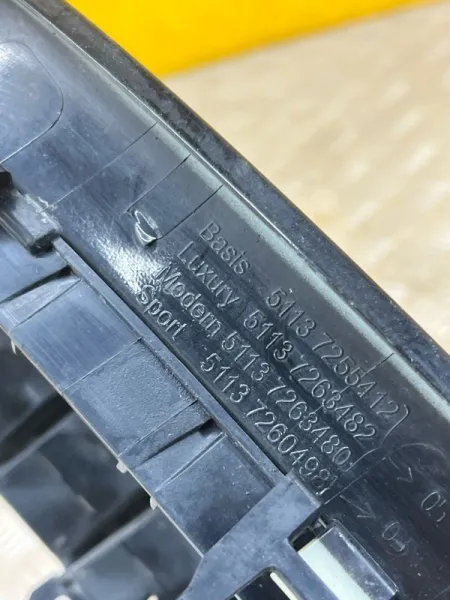 Basis 5113 7255412
Luxury 5113 7263482
Modern 5113 7263480
Sport 5113 7260498